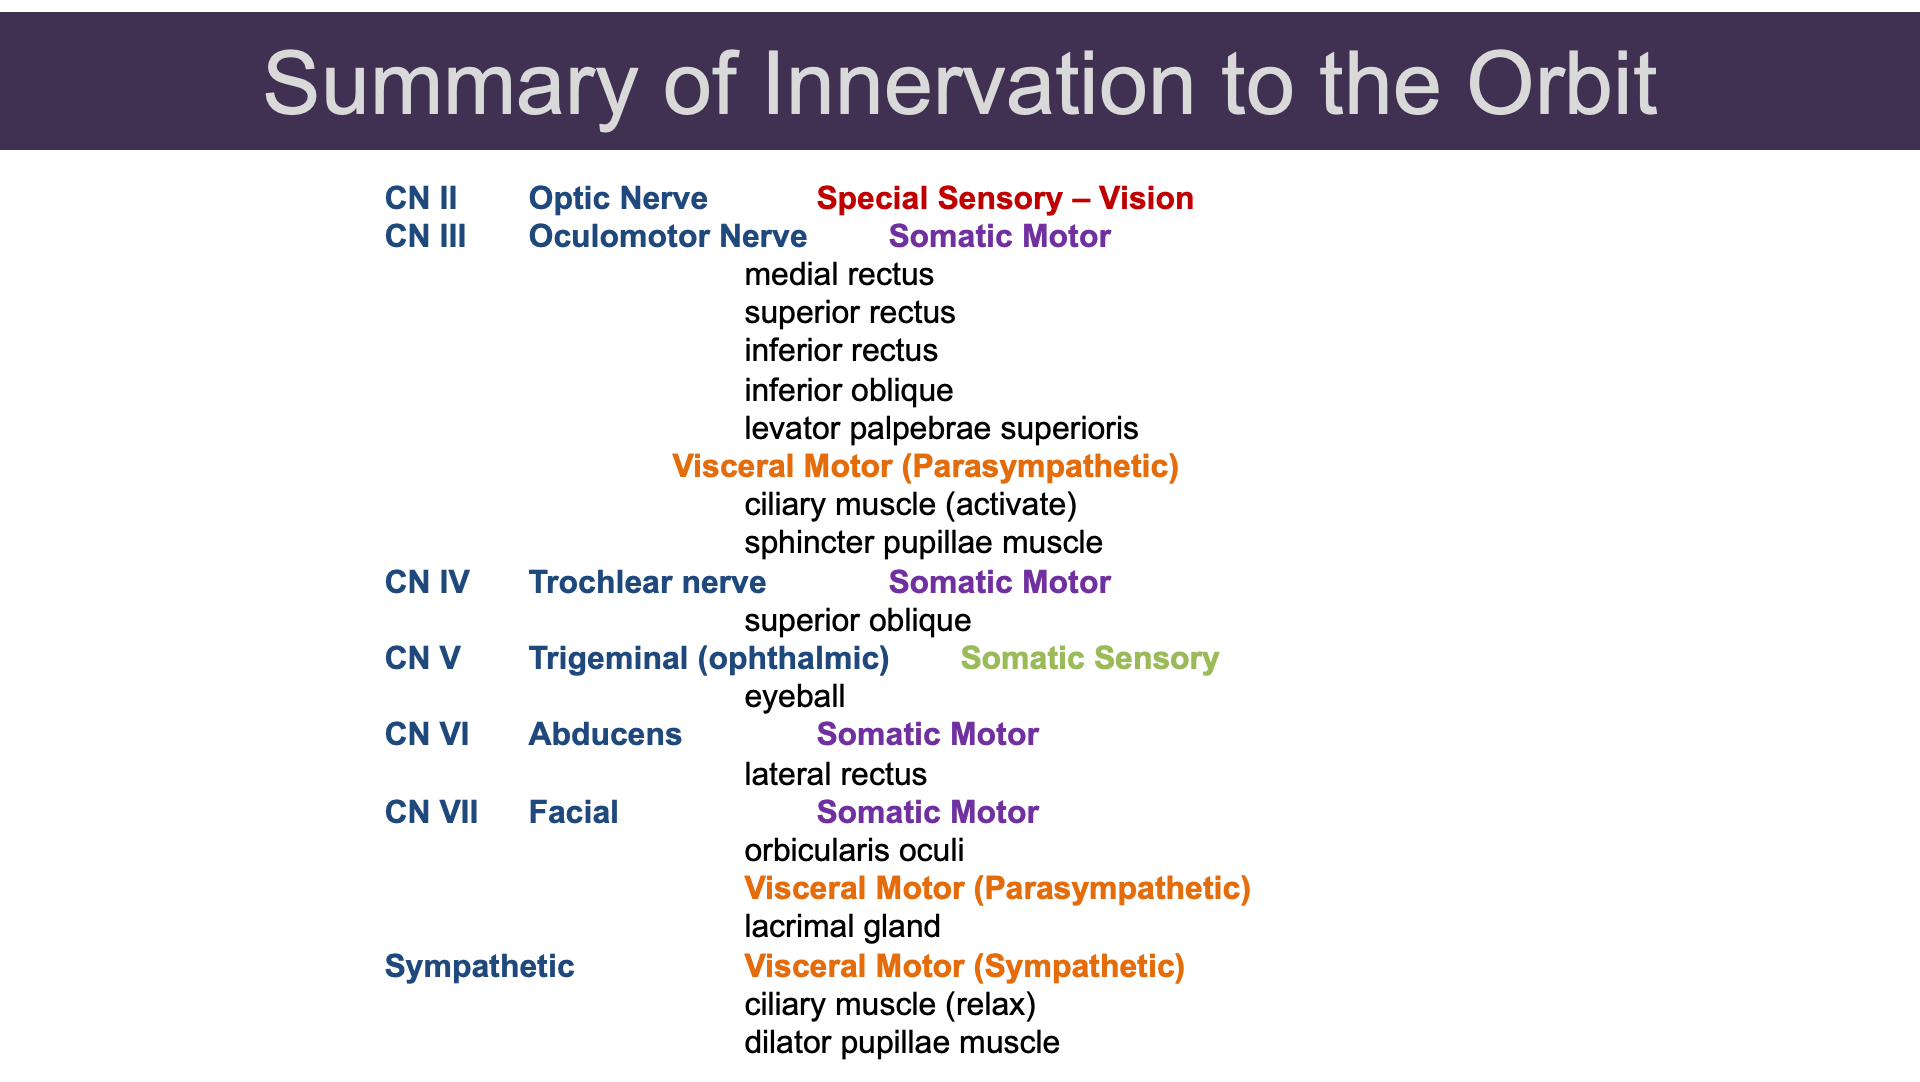 Summary of Innervation to the Orbit
CN II Optic Nerve Special Sensory – Vision
CN III Oculomotor Nerve Somatic Motor
medial rectus
superior rectus
inferior rectus
inferior oblique
levator palpebrae superioris
Visceral Motor (Parasympathetic)
ciliary muscle (activate)
sphincter pupillae muscle
CN IV Trochlear nerve Somatic Motor
superior oblique
CN V Trigeminal (ophthalmic) Somatic Sensory
eyeball
CN VI Abducens Somatic Motor
lateral rectus
CN VII Facial Somatic Motor
orbicularis oculi
Visceral Motor (Parasympathetic)
lacrimal gland
Sympathetic Visceral Motor (Sympathetic)
ciliary muscle (relax)
dilator pupillae muscle